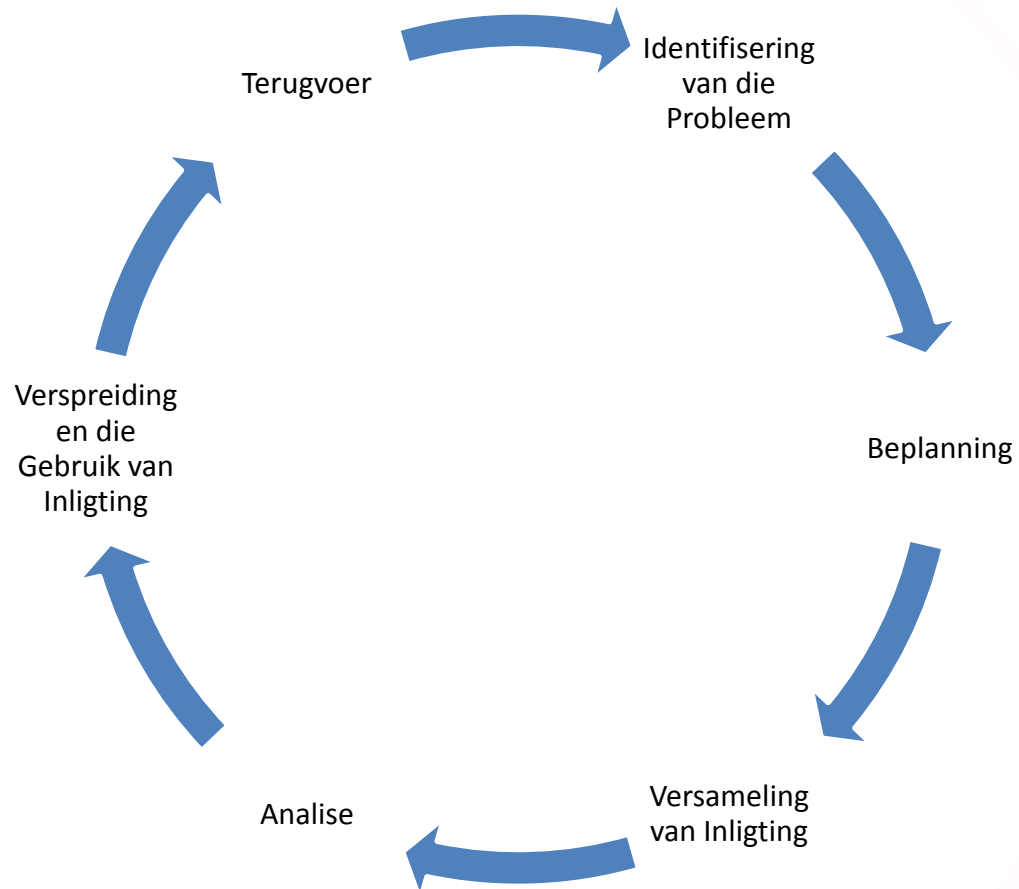 Identifisering
van die
Probleem
Beplanning
Versameling
van Inligting
Analise
Verspreiding
en die
Gebruik van
Inligting
Terugvoer